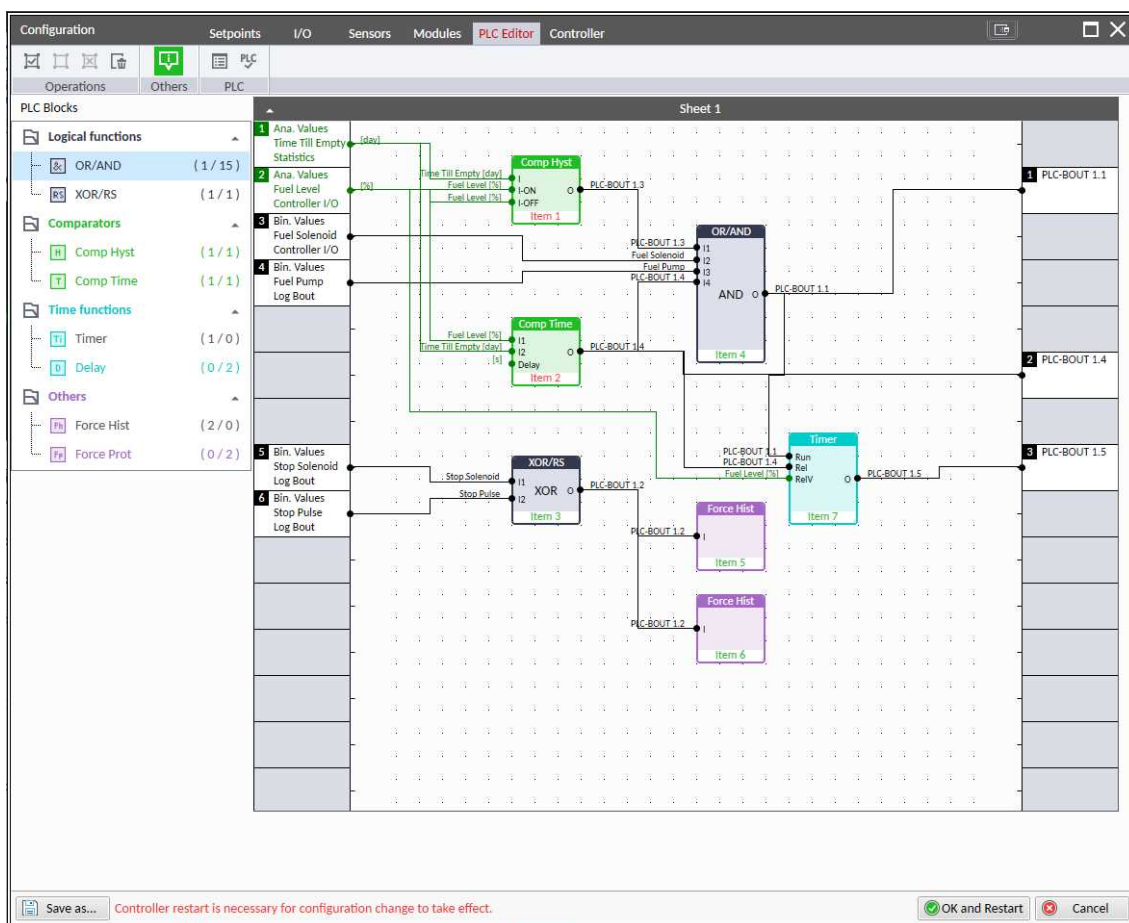 Configuration
Setpoints I/O Sensors Modules PLC Editor Controller
PLC
Operations Others PLC
PLC Blocks
Logical functions
& OR/AND (1/15)
RS XOR/RS (1/1)
Comparators
H Comp Hyst (1/1)
T Comp Time (1/1)
Time functions
Ti Timer (1/0)
D Delay (0/2)
Others
Ph Force Hist (2/0)
Fp Force Prot (0/2)
Sheet 1
1 Ana. Values
Time Till Empty
Statistics
[day]
2 Ana. Values
Fuel Level
Controller I/O
[%]
3 Bin. Values
Fuel Solenoid
Controller I/O
4 Bin. Values
Fuel Pump
Log Bout
5 Bin. Values
Stop Solenoid
Log Bout
6 Bin. Values
Stop Pulse
Log Bout
Comp Hyst
Time Till Empty [day] I
Fuel Level [%] I-ON O PLC-BOUT 1.3
Fuel Level [%] I-OFF
Item 1
OR/AND
PLC-BOUT 1.3 I1
Fuel Solenoid I2
Fuel Pump I3
PLC-BOUT 1.4 I4
AND O PLC-BOUT 1.1
Item 4
Comp Time
Fuel Level [%] I1
Time Till Empty [day] I2 O PLC-BOUT 1.4
[s] Delay
Item 2
XOR/RS
Stop Solenoid I1
XOR O PLC-BOUT 1.2
Stop Pulse I2
Item 3
Timer
PLC-BOUT 1.1 Run
PLC-BOUT 1.4 Rel
Fuel Level [%] RelV O PLC-BOUT 1.5
Item 7
Force Hist
PLC-BOUT 1.2 I
Item 5
Force Hist
PLC-BOUT 1.2 I
Item 6
1 PLC-BOUT 1.1
2 PLC-BOUT 1.4
3 PLC-BOUT 1.5
Save as... Controller restart is necessary for configuration change to take effect. OK and Restart Cancel